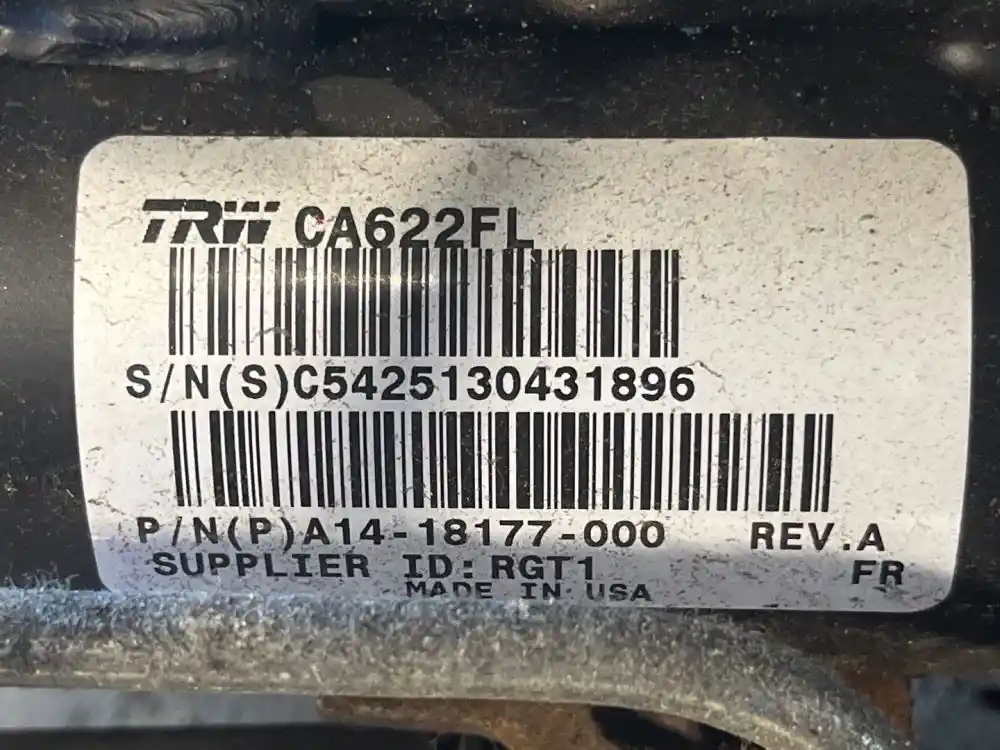 TRW CA622FL
S/N(S)C5425130431896
P/N(P)A14-18177-000 REV.A
SUPPLIER ID:RGT1 FR
MADE IN USA